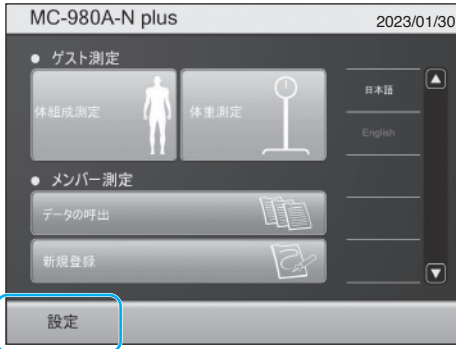 MC-980A-N plus 2023/01/30
● ゲスト測定
体組成測定 体重測定
日本語
English
● メンバー測定
データの呼出
新規登録
設定